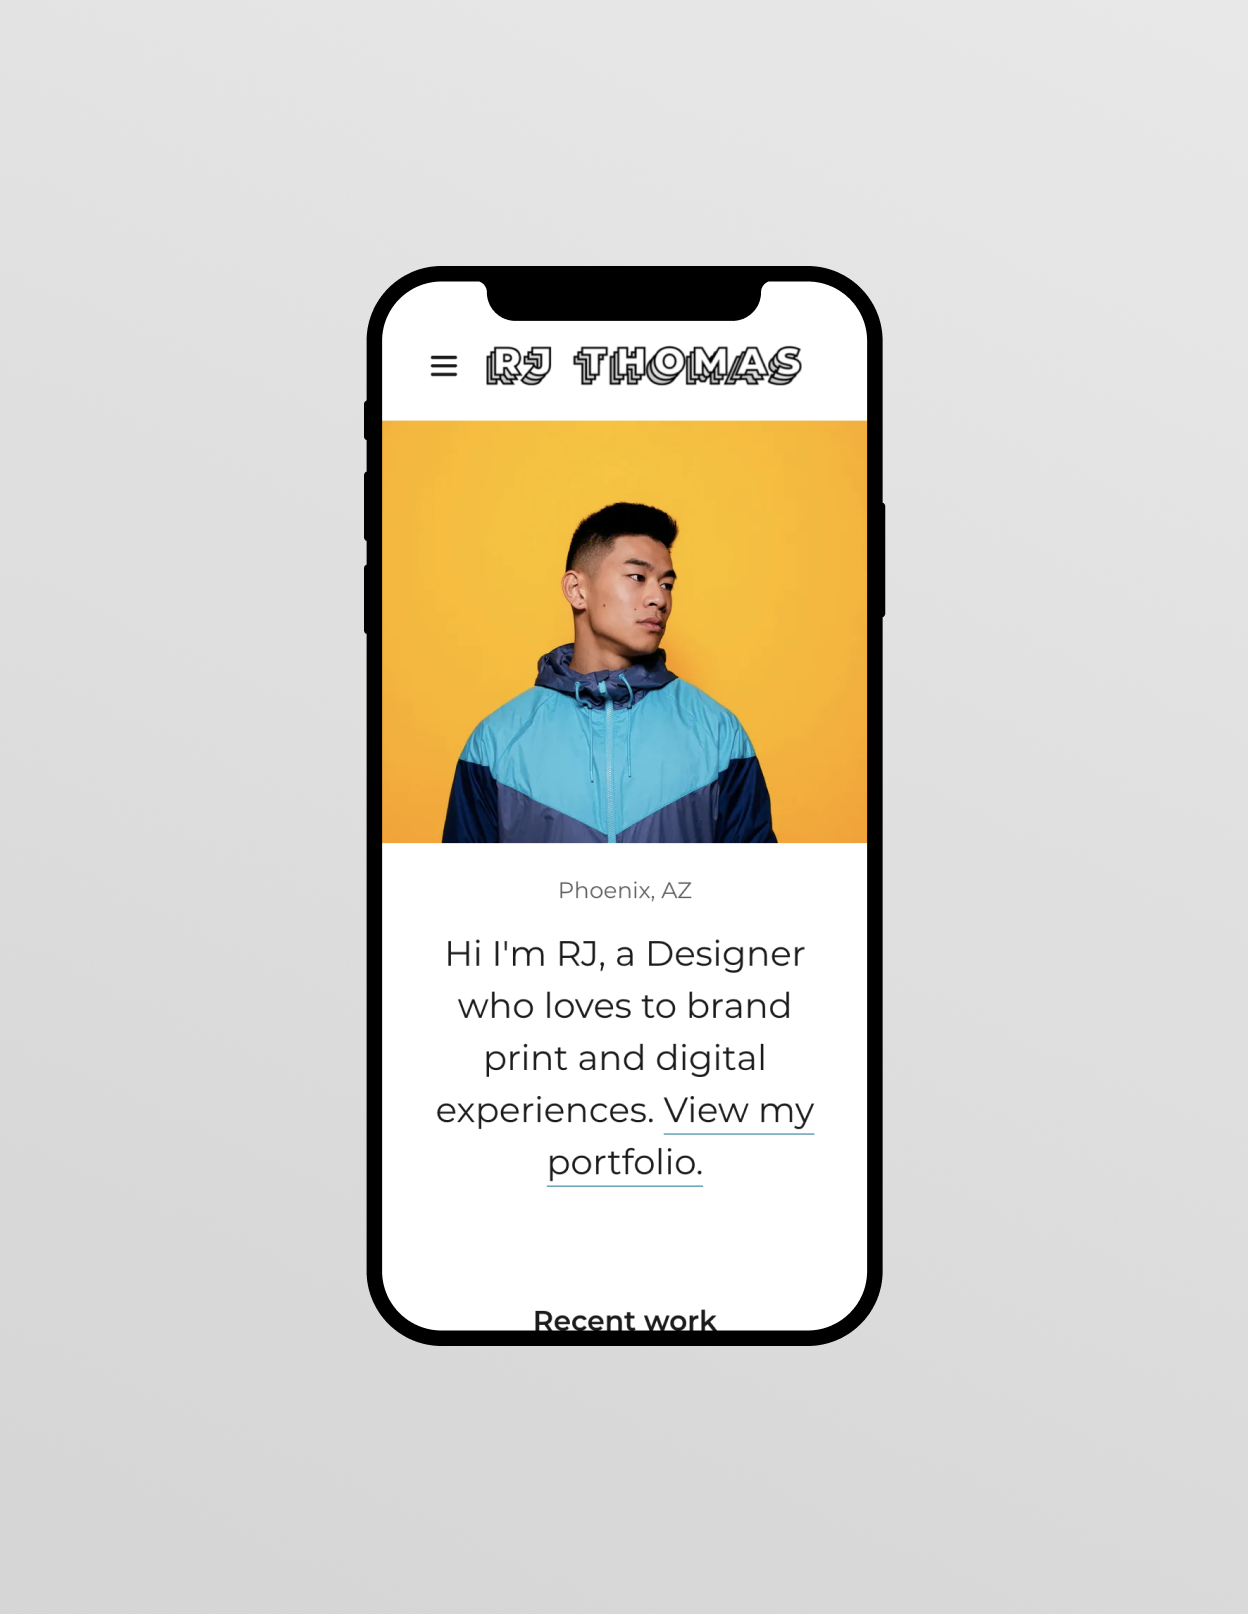 RJ THOMAS
Phoenix, AZ
Hi I'm RJ, a Designer
who loves to brand
print and digital
experiences. View my
portfolio.
Recent work